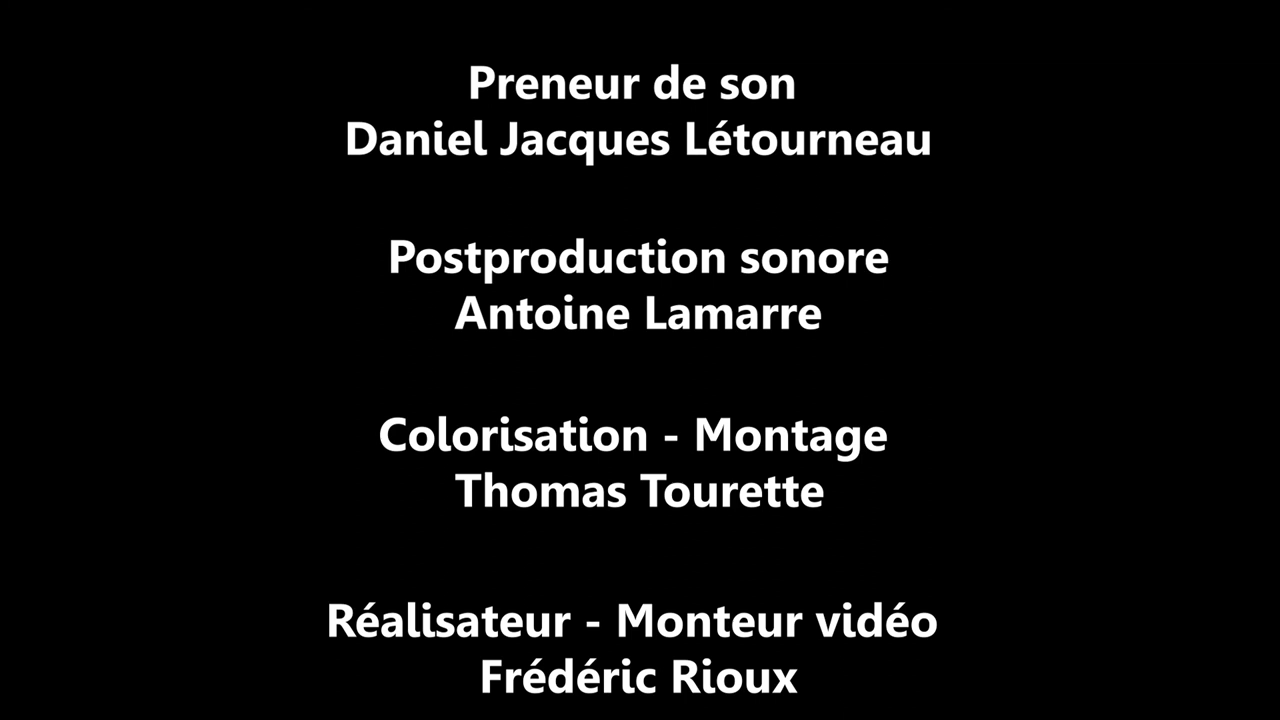 Preneur de son
Daniel Jacques Létourneau
Postproduction sonore
Antoine Lamarre
Colorisation - Montage
Thomas Tourette
Réalisateur - Monteur vidéo
Frédéric Rioux